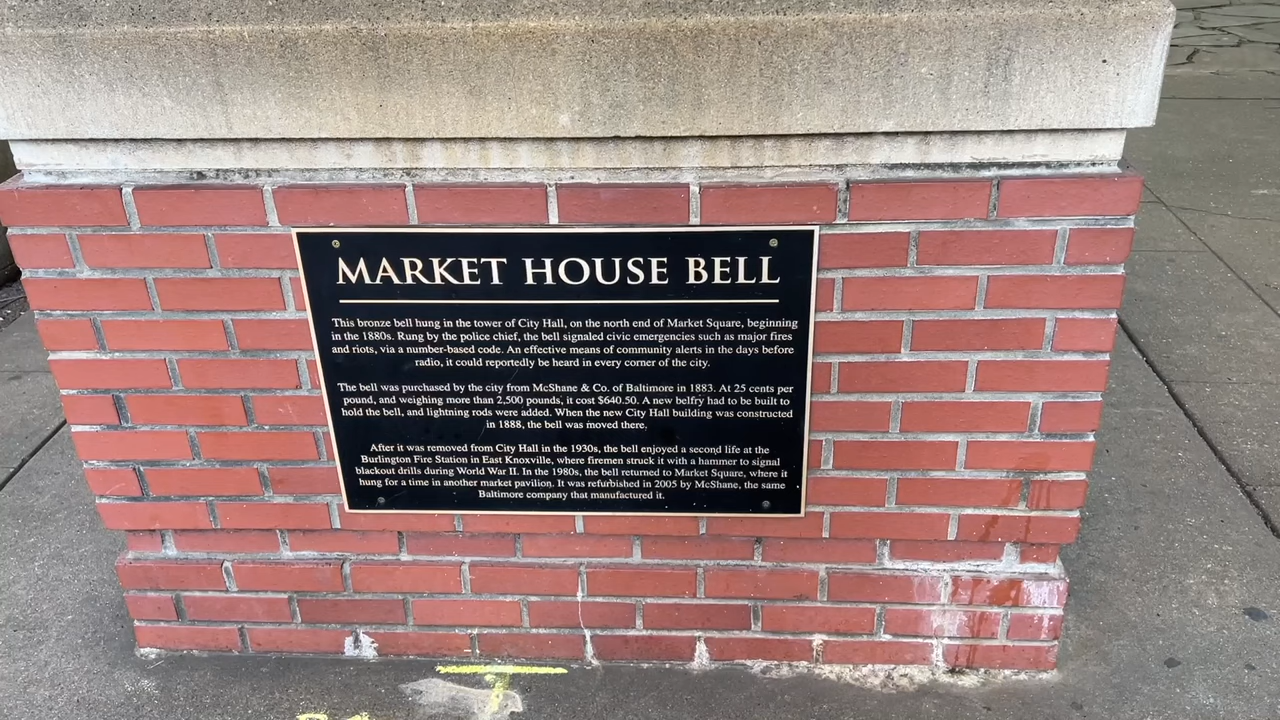 MARKET HOUSE BELL
This bronze bell hung in the tower of City Hall, on the north end of Market Square, beginning
in the 1880s. Rung by the police chief, the bell signaled civic emergencies such as major fires
and riots, via a number-based code. An effective means of community alerts in the days before
radio, it could reportedly be heard in every corner of the city.
The bell was purchased by the city from McShane & Co. of Baltimore in 1883. At 25 cents per
pound, and weighing more than 2,500 pounds, it cost $640.50. A new belfry had to be built to
hold the bell, and lightning rods were added. When the new City Hall building was constructed
in 1888, the bell was moved there.
After it was removed from City Hall in the 1930s, the bell enjoyed a second life at the
Burlington Fire Station in East Knoxville, where firemen struck it with a hammer to signal
blackout drills during World War II. In the 1980s, the bell returned to Market Square, where it
hung for a time in another market pavilion. It was refurbished in 2005 by McShane, the same
Baltimore company that manufactured it.